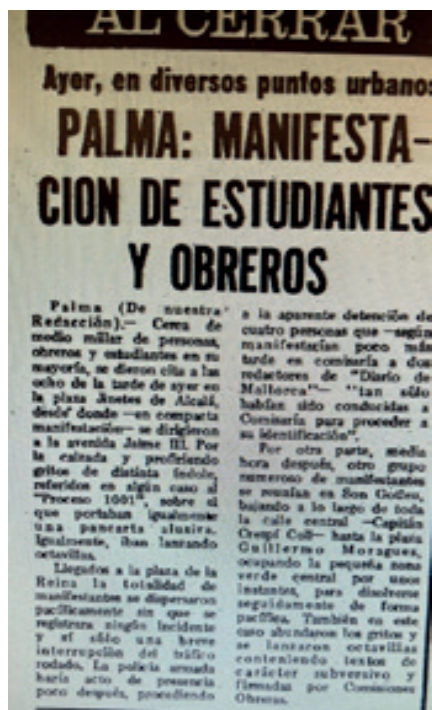 AL CERRAR
Ayer, en diversos puntos urbanos
PALMA: MANIFESTA-
CION DE ESTUDIANTES
Y OBREROS
Palma (De nuestra
Redacción).— Cerca de
medio millar de personas,
obreros y estudiantes en su
mayoría, se dieron cita a las
ocho de la tarde de ayer en
la plaza Jinetes de Alcalá,
desde donde —en compacta
manifestación— se dirigieron
a la avenida Jaime III. Por
la calzada y profiriendo
gritos de distinta índole,
referidos en algún caso al
"Proceso 1001", sobre el
que portaban igualmente
una pancarta alusiva.
Igualmente, iban lanzando
octavillas.
Llegados a la plaza de la
Reina la totalidad de
manifestantes se dispersaron
pacíficamente sin que se
registrara ningún incidente
y sí sólo una breve
interrupción del tráfico
rodado. La policía armada
haría acto de presencia
poco después, procediendo
a la aparente detención de
cuatro personas que —según
manifestarían poco más
tarde en comisaría a dos
redactores de "Diario de
Mallorca"— "tan sólo
habían sido conducidas a
Comisaría para proceder a
su identificación".
Por otra parte, media
hora después, otro grupo
numeroso de manifestantes
se reunían en Son Gotleu,
bajando a lo largo de toda
la calle central —Capitán
Crespí Coll— hasta la plaza
Guillermo Moragues,
ocupando la pequeña zona
verde central por unos
instantes, para disolverse
seguidamente de forma
pacífica. También en este
caso abundaron los gritos y
se lanzaron octavillas
conteniendo textos de
carácter subversivo y
firmadas por Comisiones
Obreras.